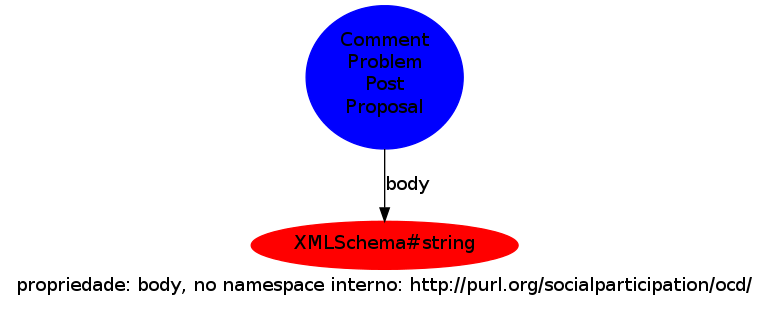 Comment
Problem
Post
Proposal
body
XMLSchema#string
propriedade: body, no namespace interno: http://purl.org/socialparticipation/ocd/